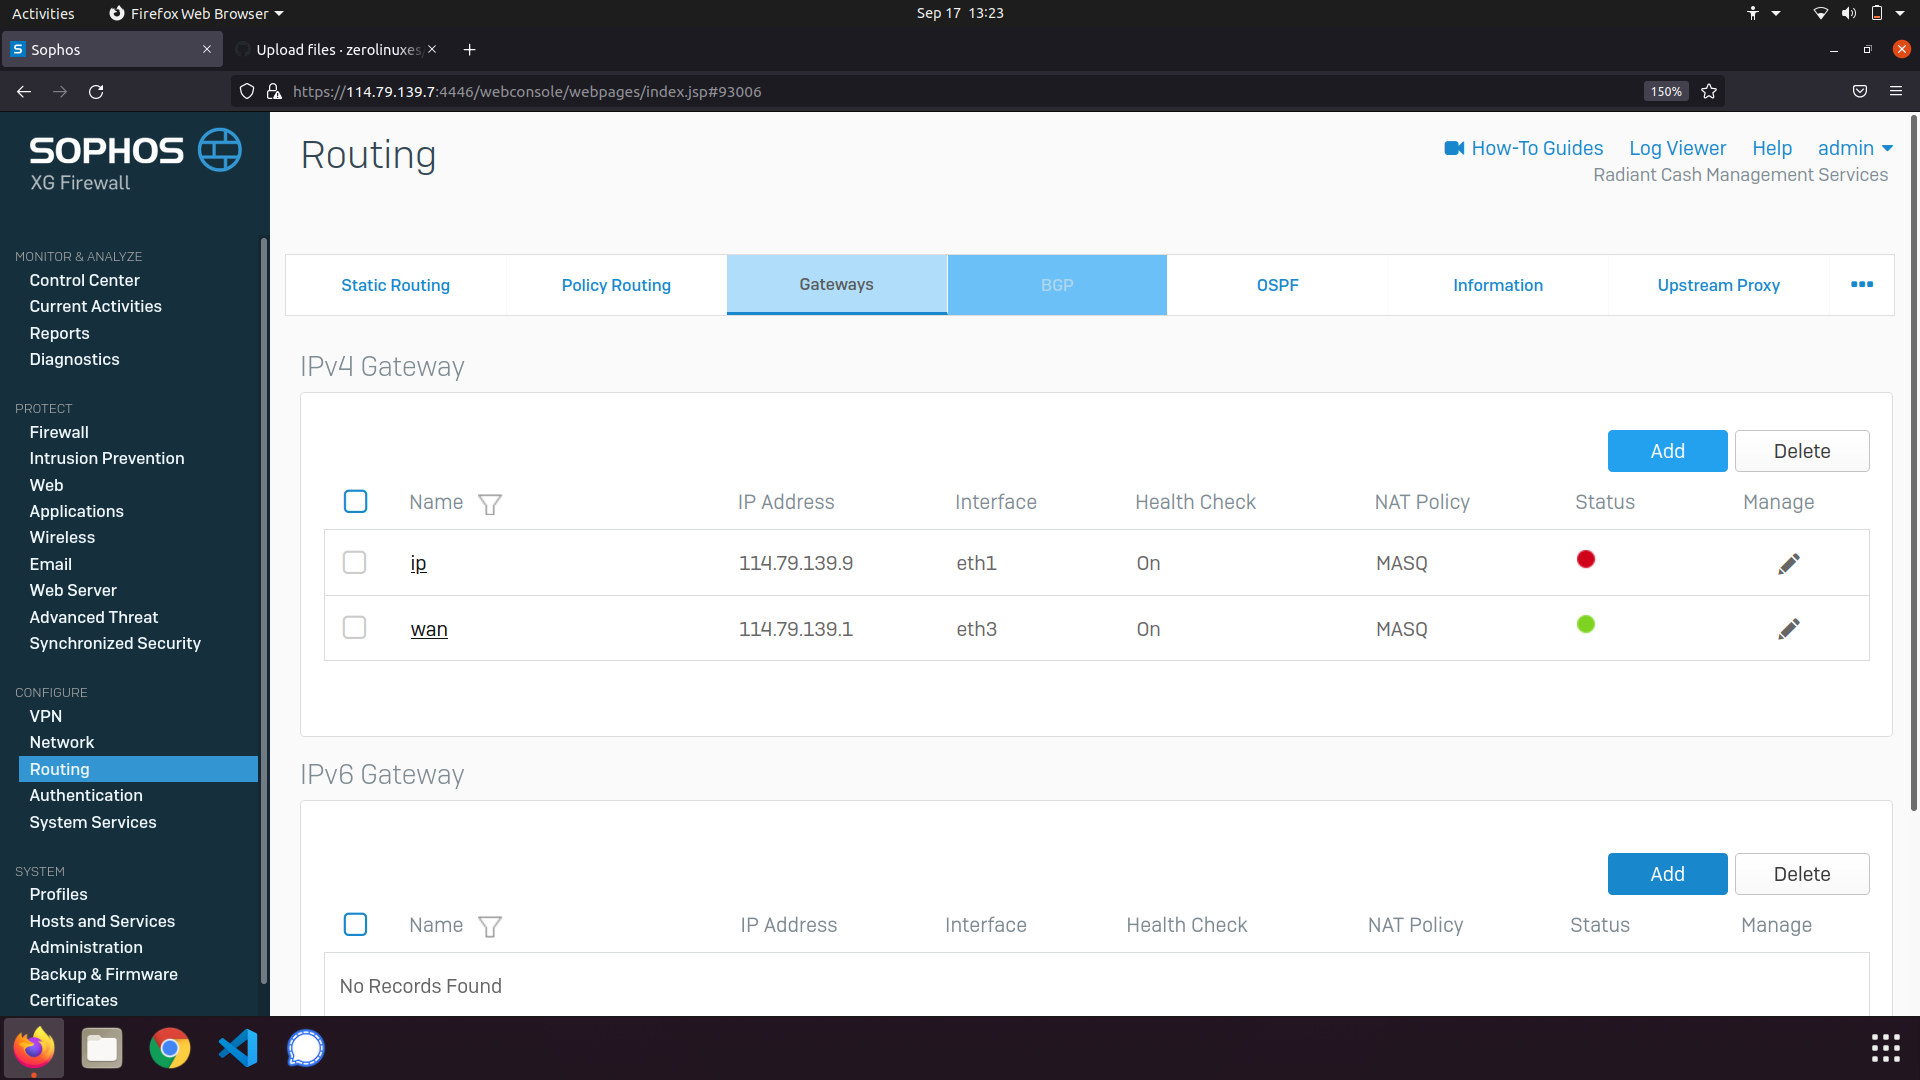 Activities Firefox Web Browser Sep 17 13:23
Sophos Upload files · zerolinuxes
https://114.79.139.7:4446/webconsole/webpages/index.jsp#93006 150%
SOPHOS
XG Firewall
Routing
How-To Guides Log Viewer Help admin
Radiant Cash Management Services
MONITOR & ANALYZE
Control Center
Current Activities
Reports
Diagnostics
PROTECT
Firewall
Intrusion Prevention
Web
Applications
Wireless
Email
Web Server
Advanced Threat
Synchronized Security
CONFIGURE
VPN
Network
Routing
Authentication
System Services
SYSTEM
Profiles
Hosts and Services
Administration
Backup & Firmware
Certificates
Static Routing Policy Routing Gateways BGP OSPF Information Upstream Proxy
IPv4 Gateway
Add Delete
Name IP Address Interface Health Check NAT Policy Status Manage
ip 114.79.139.9 eth1 On MASQ
wan 114.79.139.1 eth3 On MASQ
IPv6 Gateway
Add Delete
Name IP Address Interface Health Check NAT Policy Status Manage
No Records Found